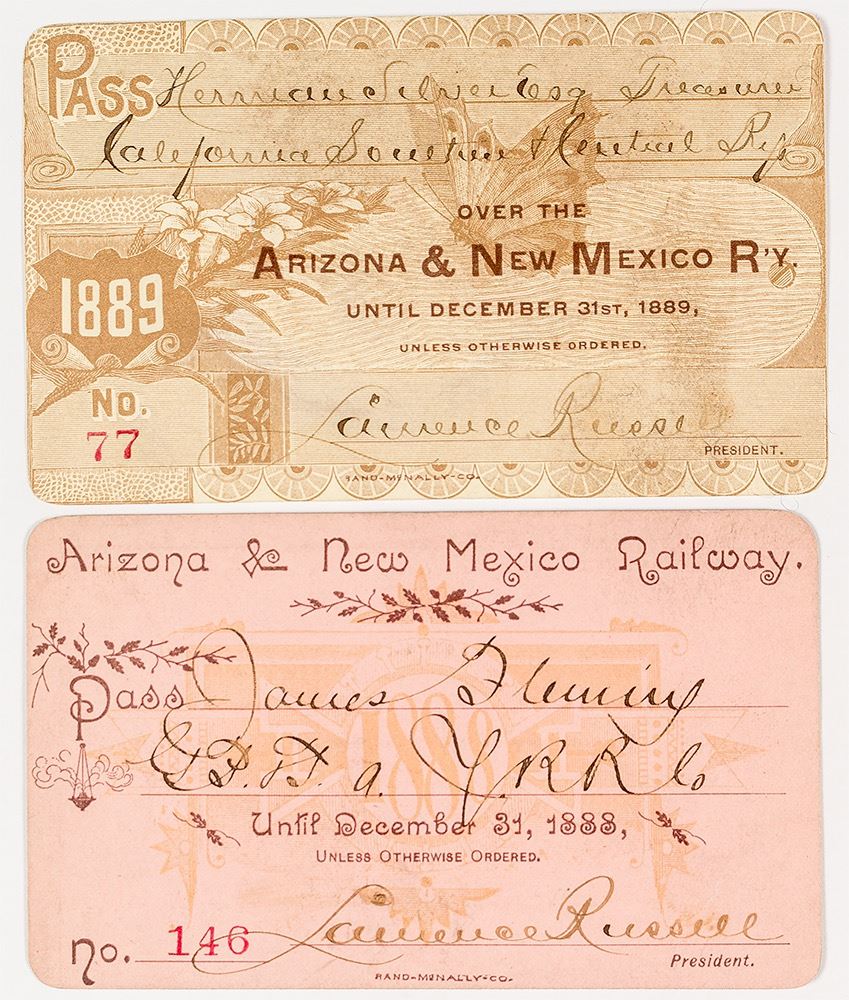 PASS Herman Silver Esq Treasurer
California Southern & Central Ry
OVER THE
ARIZONA & NEW MEXICO R'Y.
1889
UNTIL DECEMBER 31ST, 1889,
UNLESS OTHERWISE ORDERED.
NO.
77
Lawrence Russell
PRESIDENT.
RAND-McNALLY-CO.
Arizona & New Mexico Railway.
Pass James Fleming
1888
G.F.A. a. Y. R R Co
Until December 31, 1888,
UNLESS OTHERWISE ORDERED.
no. 146 Lawrence Russell
President.
RAND-McNALLY-CO.